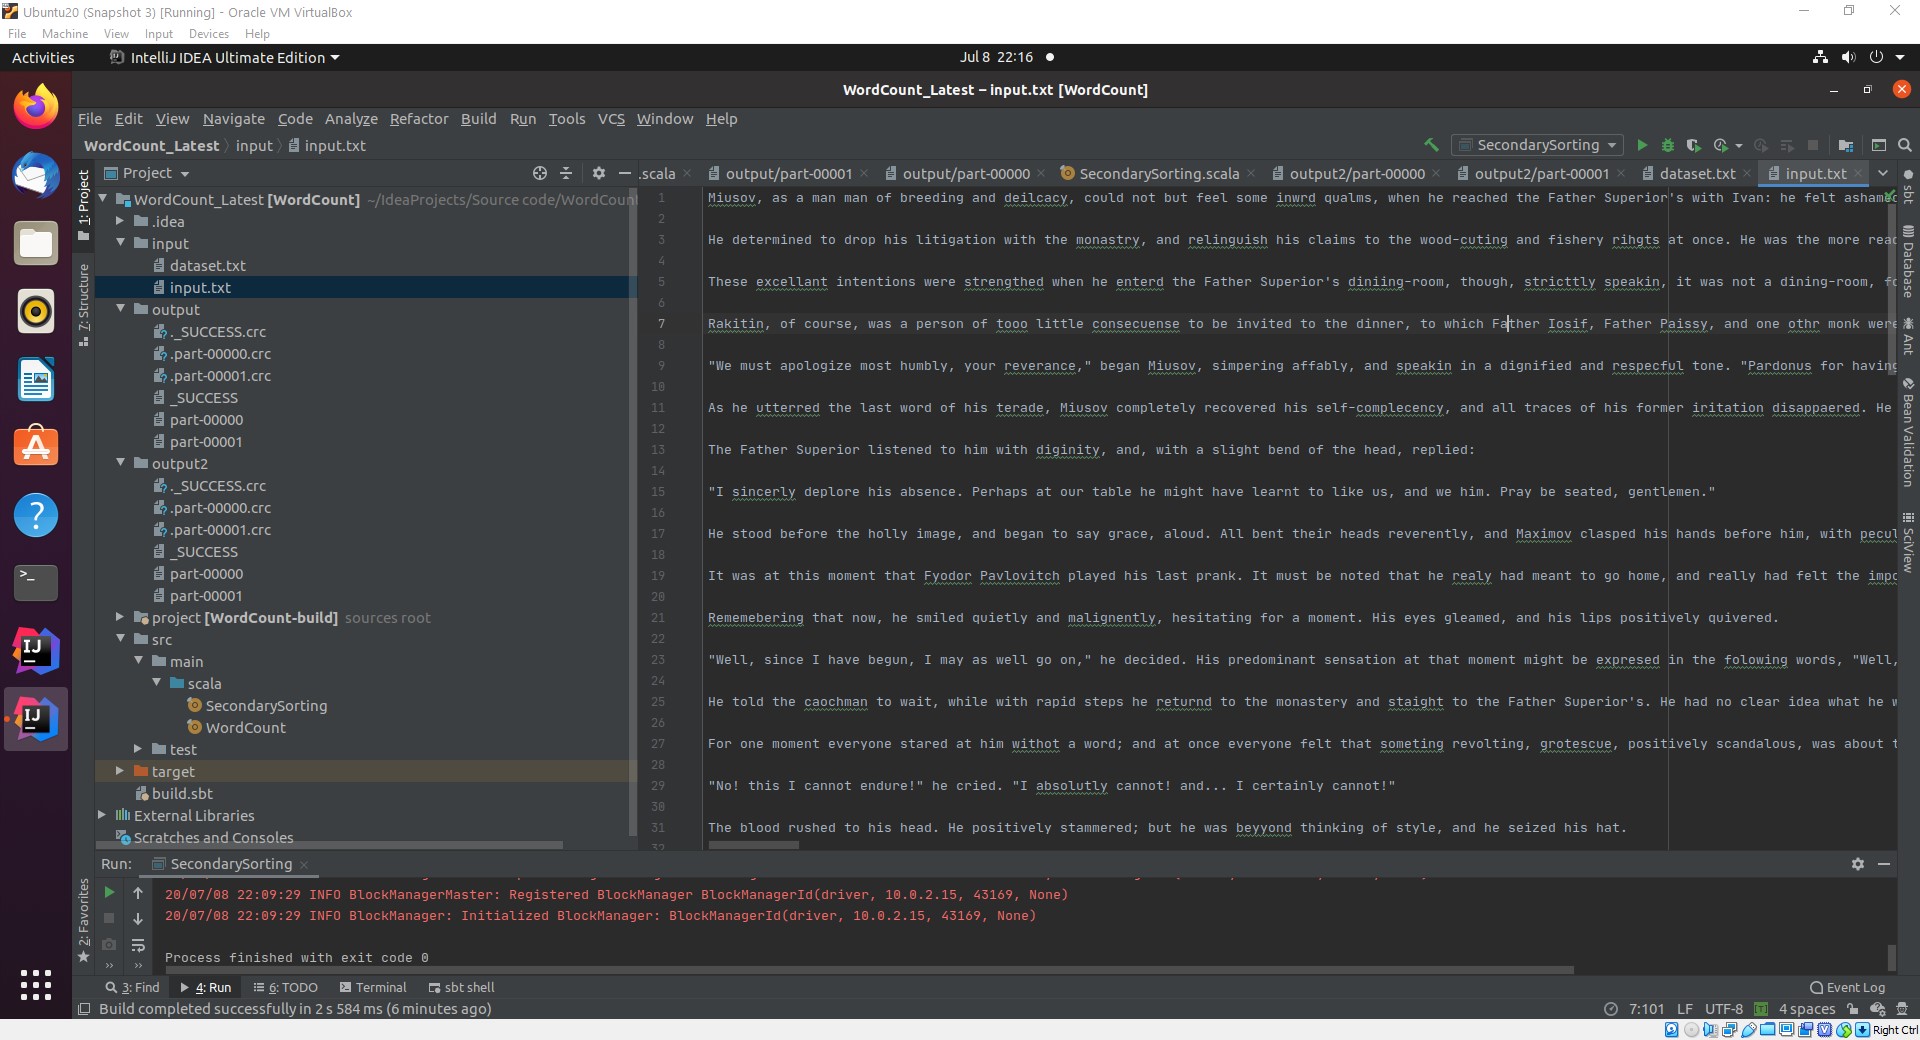 Ubuntu20 (Snapshot 3) [Running] - Oracle VM VirtualBox
File Machine View Input Devices Help
Activities IntelliJ IDEA Ultimate Edition Jul 8 22:16
WordCount_Latest – input.txt [WordCount]
File Edit View Navigate Code Analyze Refactor Build Run Tools VCS Window Help
WordCount_Latest input input.txt SecondarySorting
Project .scala output/part-00001 output/part-00000 SecondarySorting.scala output2/part-00000 output2/part-00001 dataset.txt input.txt
1: Project
7: Structure
2: Favorites
WordCount_Latest [WordCount] ~/IdeaProjects/Source code/WordCount
.idea
input
dataset.txt
input.txt
output
._SUCCESS.crc
.part-00000.crc
.part-00001.crc
_SUCCESS
part-00000
part-00001
output2
._SUCCESS.crc
.part-00000.crc
.part-00001.crc
_SUCCESS
part-00000
part-00001
project [WordCount-build] sources root
src
main
scala
SecondarySorting
WordCount
test
target
build.sbt
External Libraries
Scratches and Consoles
1 Miusov, as a man man of breeding and deilcacy, could not but feel some inwrd qualms, when he reached the Father Superior's with Ivan: he felt ashamed
2
3 He determined to drop his litigation with the monastry, and relinguish his claims to the wood-cuting and fishery rihgts at once. He was the more read
4
5 These excellant intentions were strengthed when he enterd the Father Superior's diniing-room, though, stricttly speakin, it was not a dining-room, fo
6
7 Rakitin, of course, was a person of tooo little consecuense to be invited to the dinner, to which Father Iosif, Father Paissy, and one othr monk were
8
9 "We must apologize most humbly, your reverance," began Miusov, simpering affably, and speakin in a dignified and respecful tone. "Pardonus for having
10
11 As he utterred the last word of his terade, Miusov completely recovered his self-complecency, and all traces of his former iritation disappaered. He
12
13 The Father Superior listened to him with diginity, and, with a slight bend of the head, replied:
14
15 "I sincerly deplore his absence. Perhaps at our table he might have learnt to like us, and we him. Pray be seated, gentlemen."
16
17 He stood before the holly image, and began to say grace, aloud. All bent their heads reverently, and Maximov clasped his hands before him, with pecul
18
19 It was at this moment that Fyodor Pavlovitch played his last prank. It must be noted that he realy had meant to go home, and really had felt the impo
20
21 Rememebering that now, he smiled quietly and malignently, hesitating for a moment. His eyes gleamed, and his lips positively quivered.
22
23 "Well, since I have begun, I may as well go on," he decided. His predominant sensation at that moment might be expresed in the folowing words, "Well,
24
25 He told the caochman to wait, while with rapid steps he returnd to the monastery and staight to the Father Superior's. He had no clear idea what he w
26
27 For one moment everyone stared at him withot a word; and at once everyone felt that someting revolting, grotescue, positively scandalous, was about t
28
29 "No! this I cannot endure!" he cried. "I absolutly cannot! and... I certainly cannot!"
30
31 The blood rushed to his head. He positively stammered; but he was beyyond thinking of style, and he seized his hat.
32
sbt
Database
Ant
Bean Validation
SciView
Run: SecondarySorting
20/07/08 22:09:29 INFO BlockManagerMaster: Registered BlockManager BlockManagerId(driver, 10.0.2.15, 43169, None)
20/07/08 22:09:29 INFO BlockManager: Initialized BlockManager: BlockManagerId(driver, 10.0.2.15, 43169, None)
Process finished with exit code 0
3: Find 4: Run 6: TODO Terminal sbt shell Event Log
Build completed successfully in 2 s 584 ms (6 minutes ago) 7:101 LF UTF-8 4 spaces
Right Ctrl